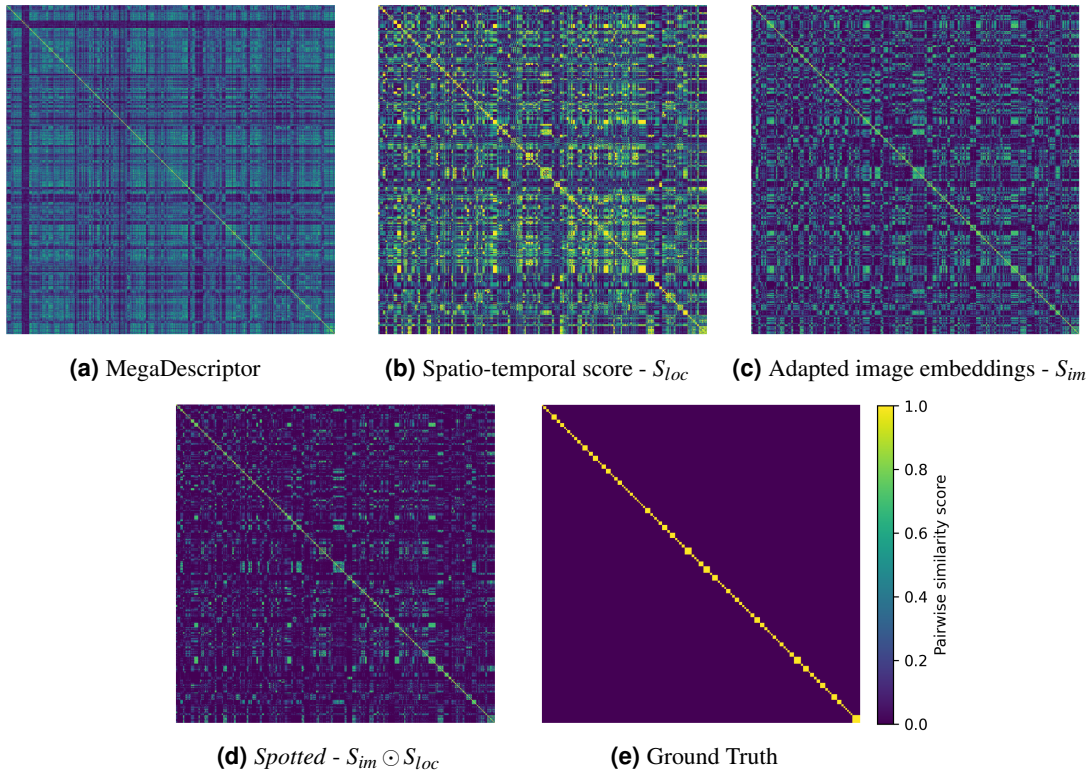 (a) MegaDescriptor
(b) Spatio-temporal score - S_loc
(c) Adapted image embeddings - S_im
1.0
0.8
0.6
0.4
0.2
0.0
Pairwise similarity score
(d) Spotted - S_im ⊙ S_loc
(e) Ground Truth